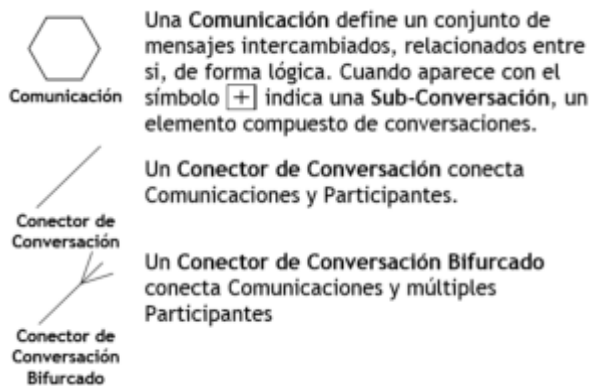 Una Comunicación define un conjunto de
mensajes intercambiados, relacionados entre
si, de forma lógica. Cuando aparece con el
símbolo + indica una Sub-Conversación, un
elemento compuesto de conversaciones.
Comunicación
Un Conector de Conversación conecta
Comunicaciones y Participantes.
Conector de
Conversación
Un Conector de Conversación Bifurcado
conecta Comunicaciones y múltiples
Participantes
Conector de
Conversación
Bifurcado